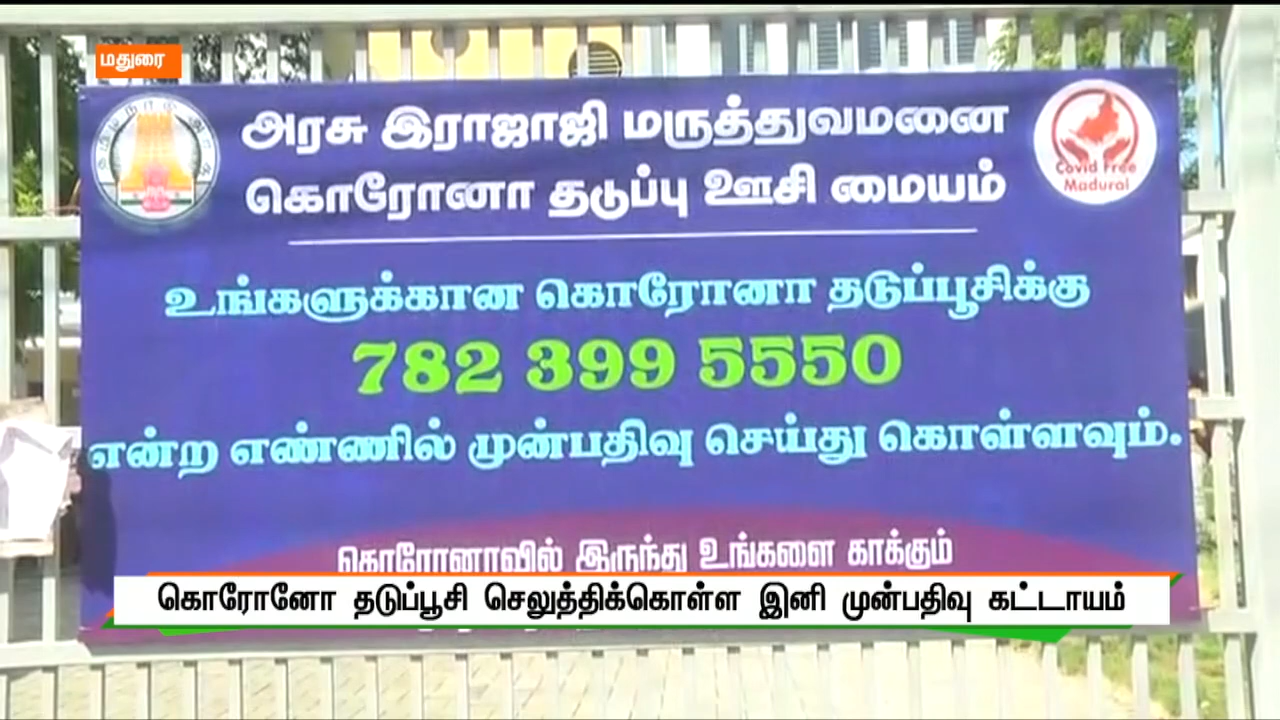 மதுரை
அரசு இராஜாஜி மருத்துவமனை
கொரோனா தடுப்பு ஊசி மையம்
Covid Free
Madurai
உங்களுக்கான கொரோனா தடுப்பூசிக்கு
782 399 5550
என்ற எண்ணில் முன்பதிவு செய்து கொள்ளவும்.
கொரோனாவில் இருந்து உங்களை காக்கும்
கொரோனோ தடுப்பூசி செலுத்திக்கொள்ள இனி முன்பதிவு கட்டாயம்